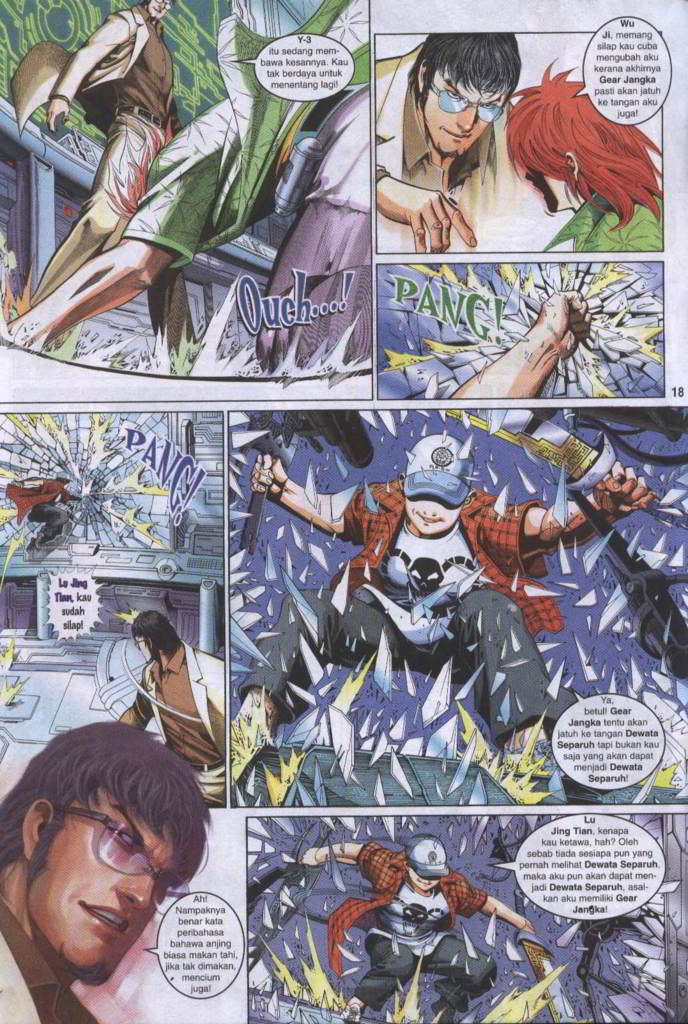 Y-3
itu sedang mem-
bawa kesannya. Kau
tak berdaya untuk
menentang lagi!
Wu
Ji, memang
silap kau cuba
mengubah aku
kerana akhirnya
Gear Jangka
pasti akan jatuh
ke tangan aku
juga!
Ouch....!
PANG!
18
PANG!
Lu Jing
Tian, kau
sudah
silap!
Ya,
betul! Gear
Jangka tentu akan
jatuh ke tangan Dewata
Separuh tapi bukan kau
saja yang akan dapat
menjadi Dewata
Separuh!
Ah!
Nampaknya
benar kata
peribahasa
bahawa anjing
biasa makan tahi,
jika tak dimakan,
mencium
juga!
Lu
Jing Tian, kenapa
kau ketawa, hah? Oleh
sebab tiada sesiapa pun yang
pernah melihat Dewata Separuh,
maka aku pun akan dapat men-
jadi Dewata Separuh, asal-
kan aku memiliki Gear
Jangka!